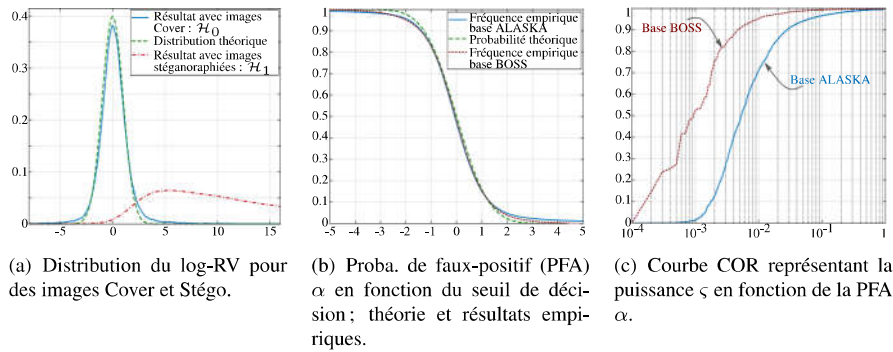 Résultat avec images
Cover : H0
Distribution théorique
Résultat avec images
stéganoraphiées : H1
0.4
0.3
0.2
0.1
0
-5
0
5
10
15
(a) Distribution du log-RV pour
des images Cover et Stégo.
Fréquence empirique
base ALASKA
Probabilité théorique
Fréquence empirique
base BOSS
1
0.9
0.8
0.7
0.6
0.5
0.4
0.3
0.2
0.1
0
-5
-4
-3
-2
-1
0
1
2
3
4
5
(b) Proba. de faux-positif (PFA)
α en fonction du seuil de déci-
sion ; théorie et résultats empi-
riques.
Base BOSS
Base ALASKA
1
0.9
0.8
0.7
0.6
0.5
0.4
0.3
0.2
0.1
0
10⁻⁴
10⁻³
10⁻²
10⁻¹
1
(c) Courbe COR représentant la
puissance ς en fonction de la PFA
α.